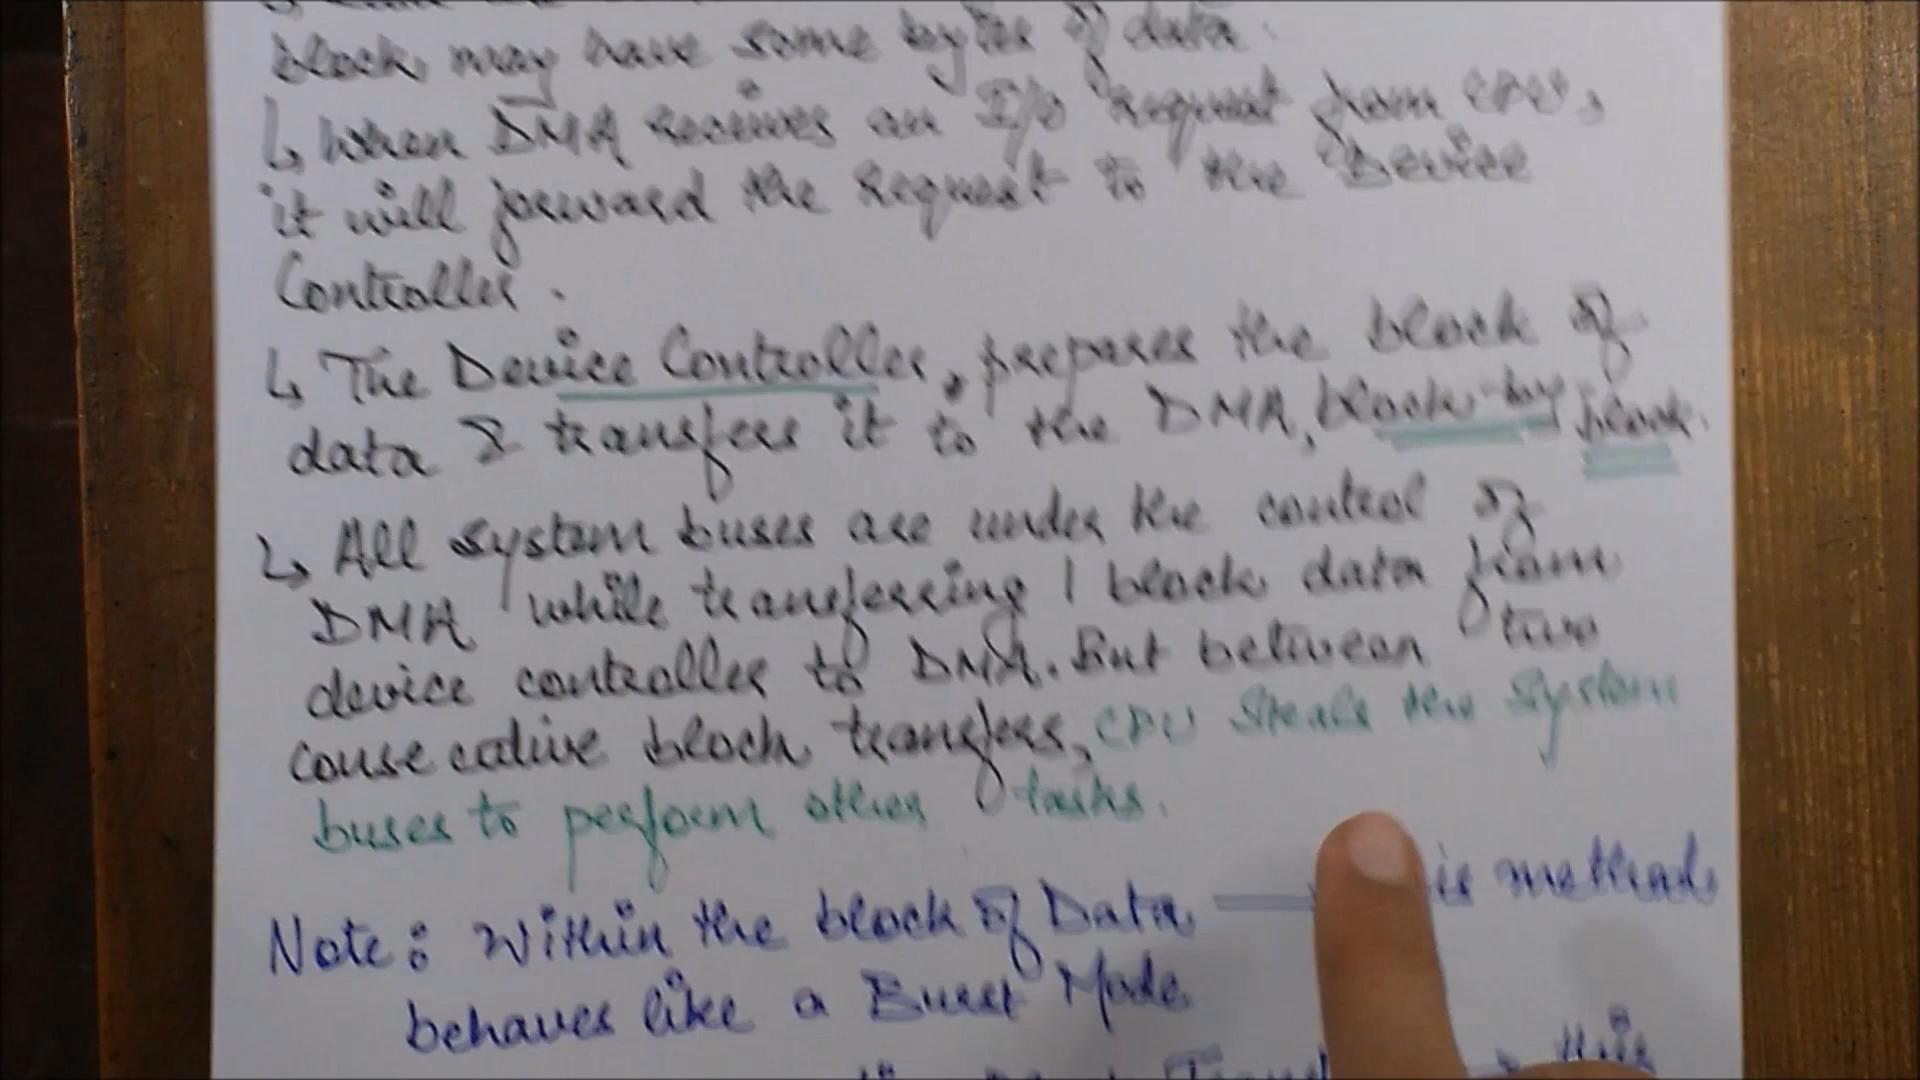 block may have some bytes of data.
↳ When DMA receives an I/O request from CPU,
it will forward the request to the Device
Controller.
↳ The Device Controller, prepares the block of
data & transfers it to the DMA, block-by block.
↳ All system buses are under the control of
DMA while transferring 1 block data from
device controller to DMA. But between two
consecative block transfers, CPU Steals the System
buses to perform other tasks.
Note: Within the block of Data is method
behaves like a Burst Mode
this